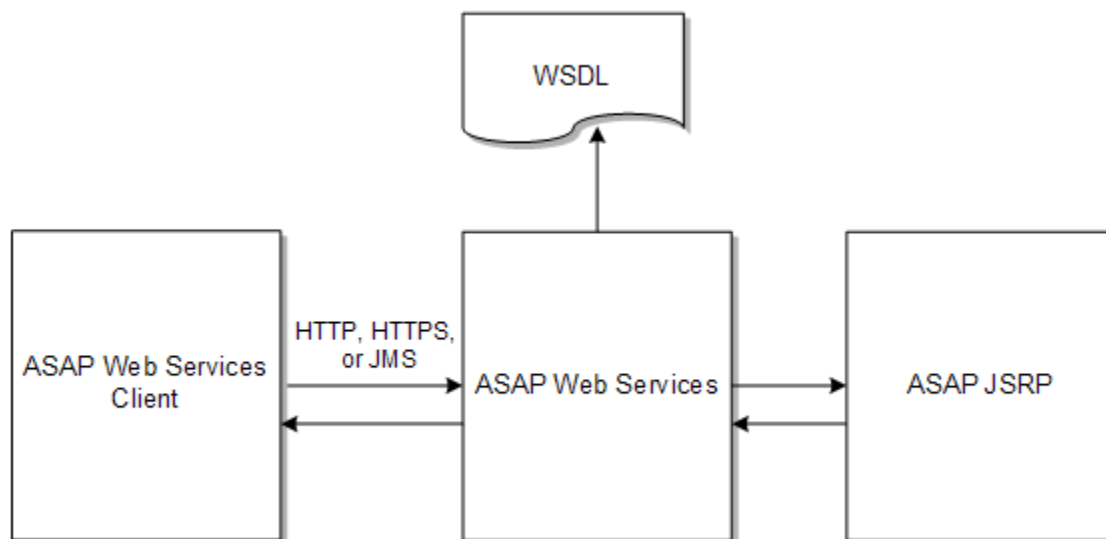 WSDL
HTTP, HTTPS,
or JMS
ASAP Web Services
Client
ASAP Web Services
ASAP JSRP